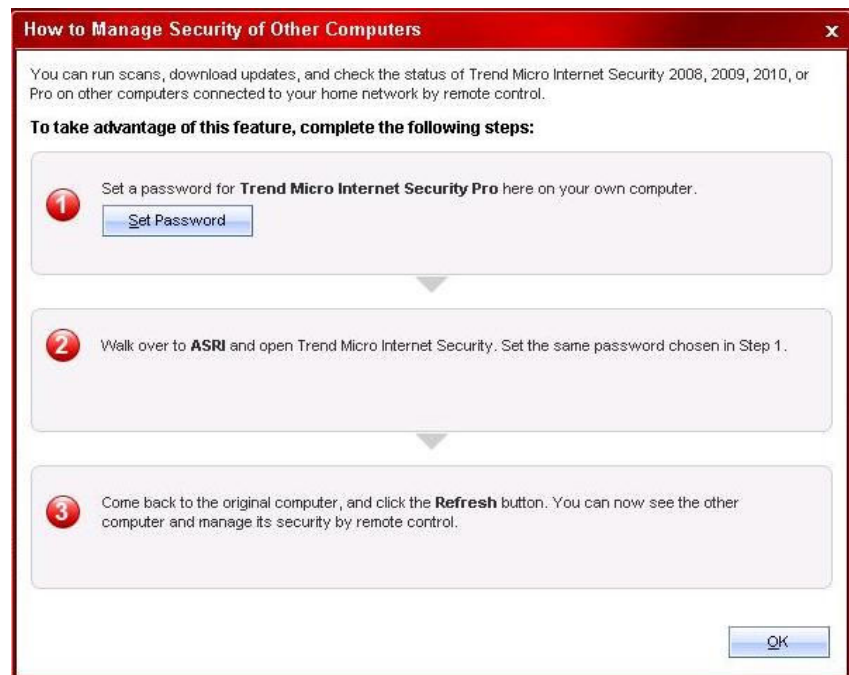 How to Manage Security of Other Computers
x
You can run scans, download updates, and check the status of Trend Micro Internet Security 2008, 2009, 2010, or
Pro on other computers connected to your home network by remote control.
To take advantage of this feature, complete the following steps:
1
Set a password for Trend Micro Internet Security Pro here on your own computer.
Set Password
2
Walk over to ASRI and open Trend Micro Internet Security. Set the same password chosen in Step 1.
3
Come back to the original computer, and click the Refresh button. You can now see the other
computer and manage its security by remote control.
OK